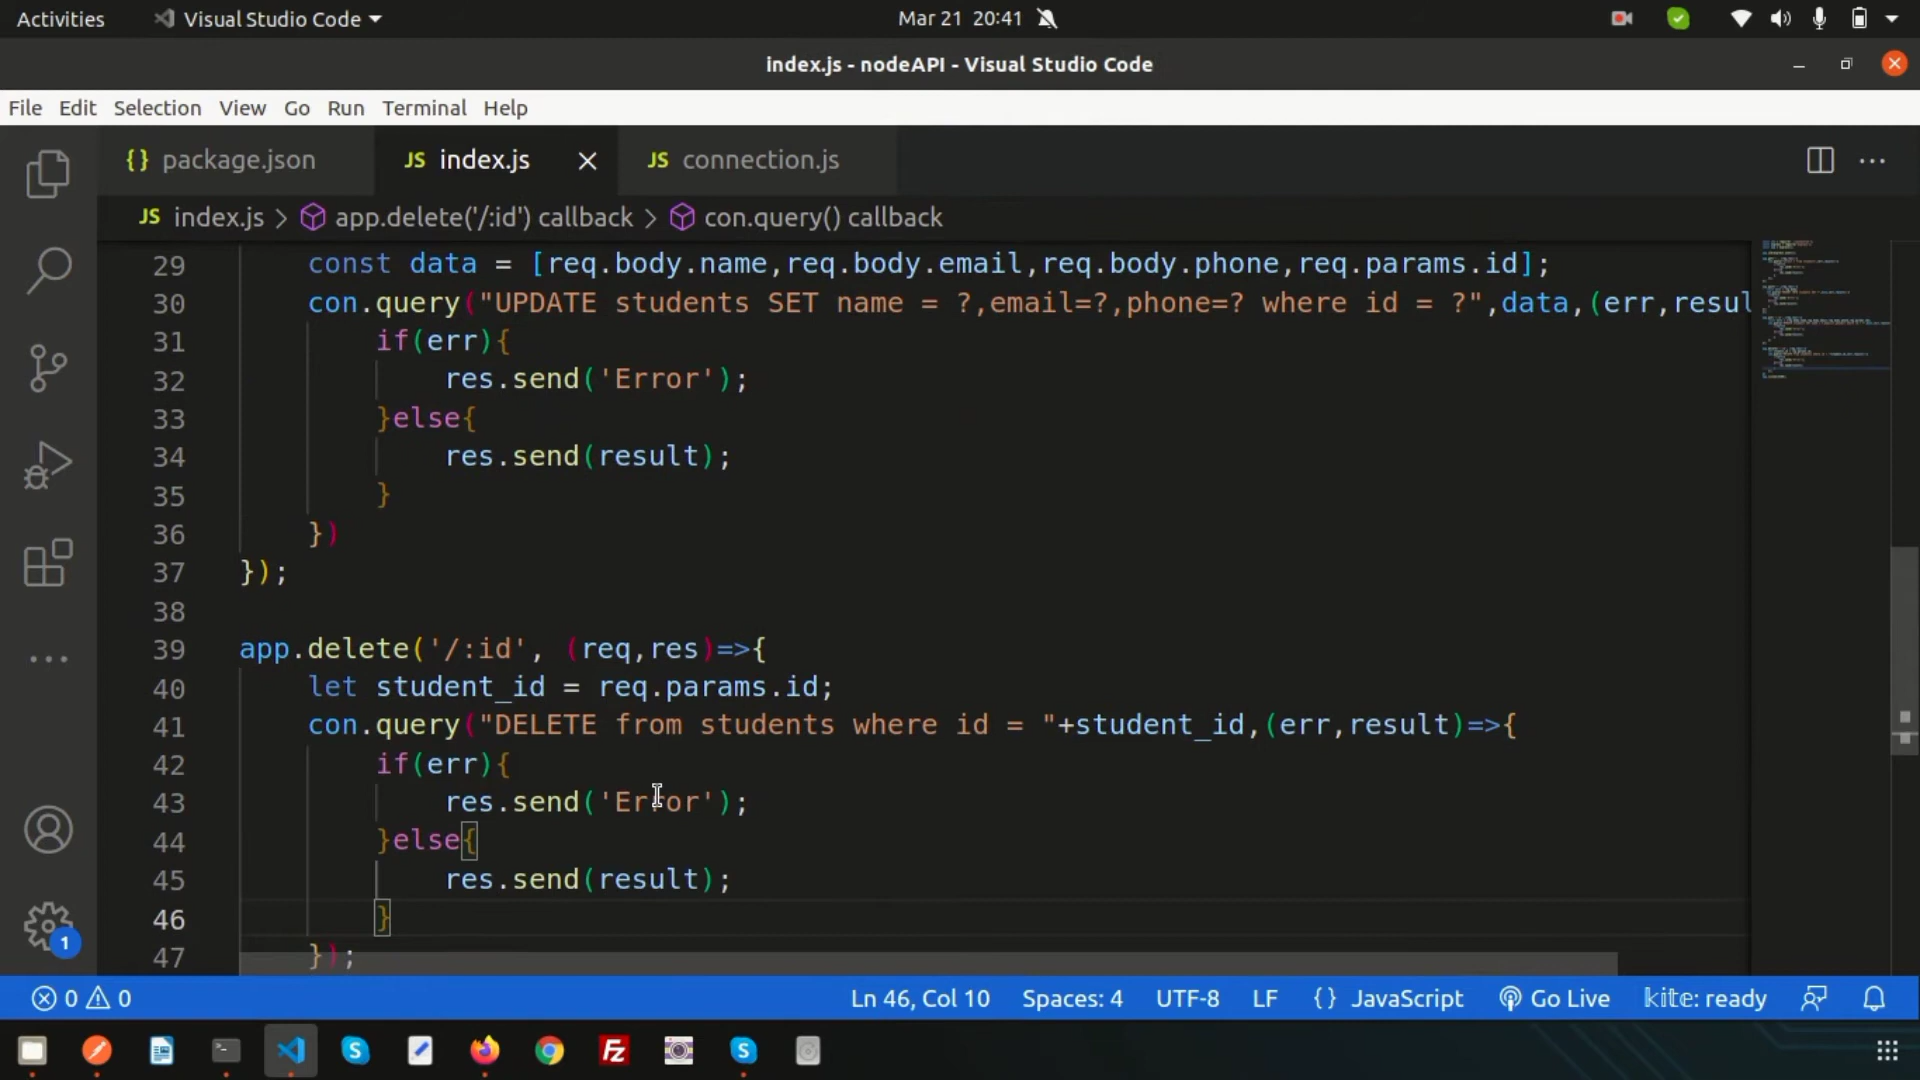 Activities Visual Studio Code Mar 21 20:41
index.js - nodeAPI - Visual Studio Code
File Edit Selection View Go Run Terminal Help
{} package.json JS index.js JS connection.js
JS index.js > app.delete('/:id') callback > con.query() callback
29 const data = [req.body.name,req.body.email,req.body.phone,req.params.id];
30 con.query("UPDATE students SET name = ?,email=?,phone=? where id = ?",data,(err,resul
31 if(err){
32 res.send('Error');
33 }else{
34 res.send(result);
35 }
36 })
37 });
38
39 app.delete('/:id', (req,res)=>{
40 let student_id = req.params.id;
41 con.query("DELETE from students where id = "+student_id,(err,result)=>{
42 if(err){
43 res.send('Error');
44 }else{
45 res.send(result);
46 }
47 });
1
0 0 Ln 46, Col 10 Spaces: 4 UTF-8 LF {} JavaScript Go Live kite: ready